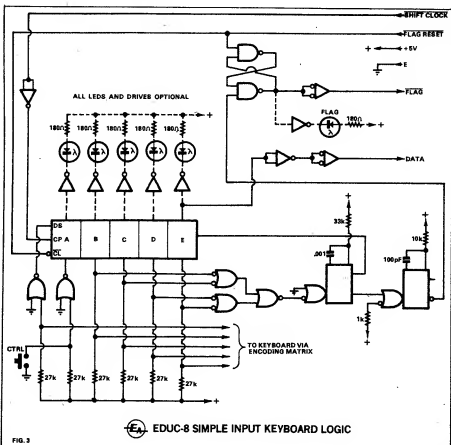 SHIFT CLOCK
FLAG RESET
+ +5V
E
ALL LEDS AND DRIVES OPTIONAL
180Ω 180Ω 180Ω 180Ω 180Ω
FLAG
FLAG
180Ω
+
+
λ λ λ λ λ
λ
DATA
DS
CP A B C D E
CL
33k
.001
10k
100pF
+
+
+
1k
+
CTRL
TO KEYBOARD VIA
ENCODING MATRIX
27k 27k 27k 27k 27k 27k
+
EA EDUC-8 SIMPLE INPUT KEYBOARD LOGIC
FIG. 3